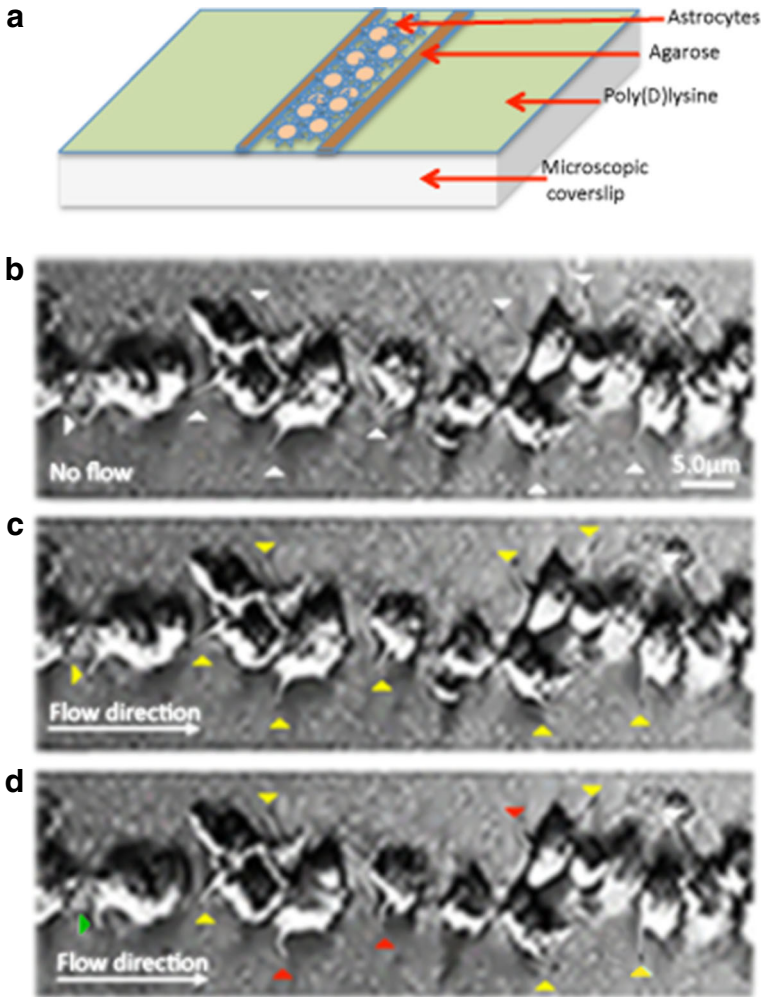 a
Astrocytes
Agarose
Poly(D)lysine
Microscopic
coverslip
b
No flow
5.0μm
c
Flow direction
d
Flow direction